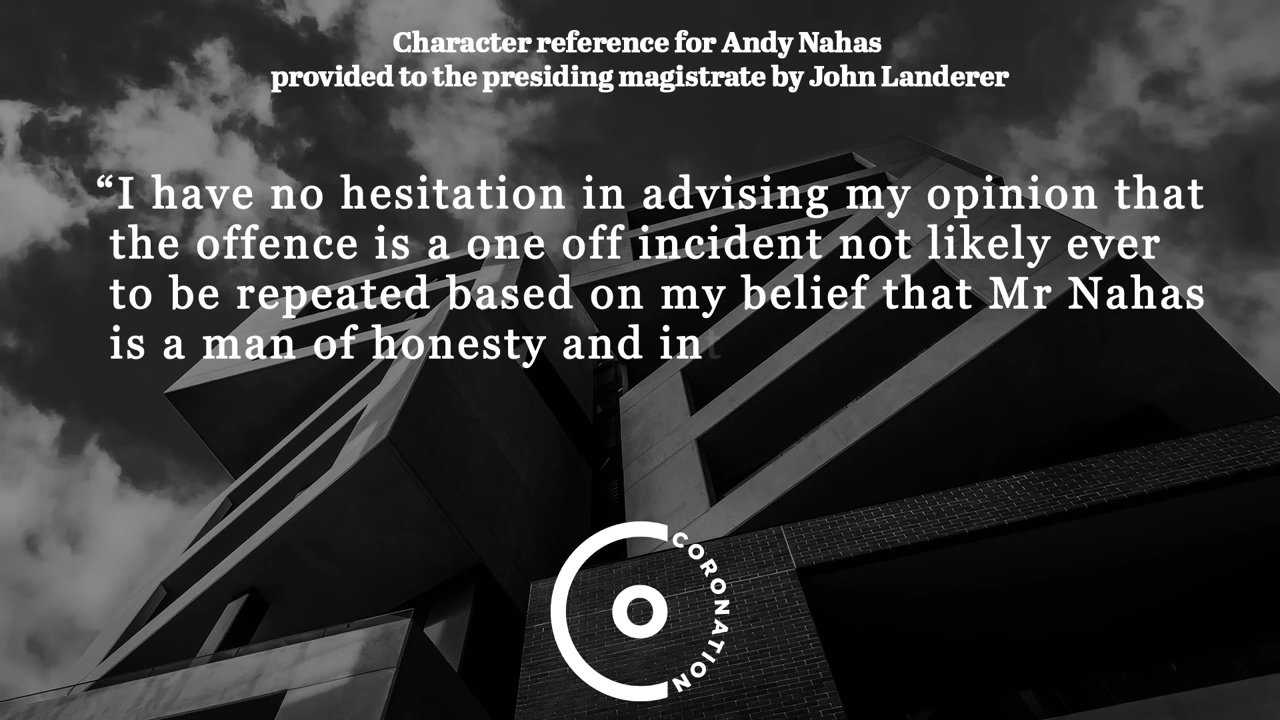 Character reference for Andy Nahas
provided to the presiding magistrate by John Landerer
“I have no hesitation in advising my opinion that
the offence is a one off incident not likely ever
to be repeated based on my belief that Mr Nahas
is a man of honesty and int
CORONATION